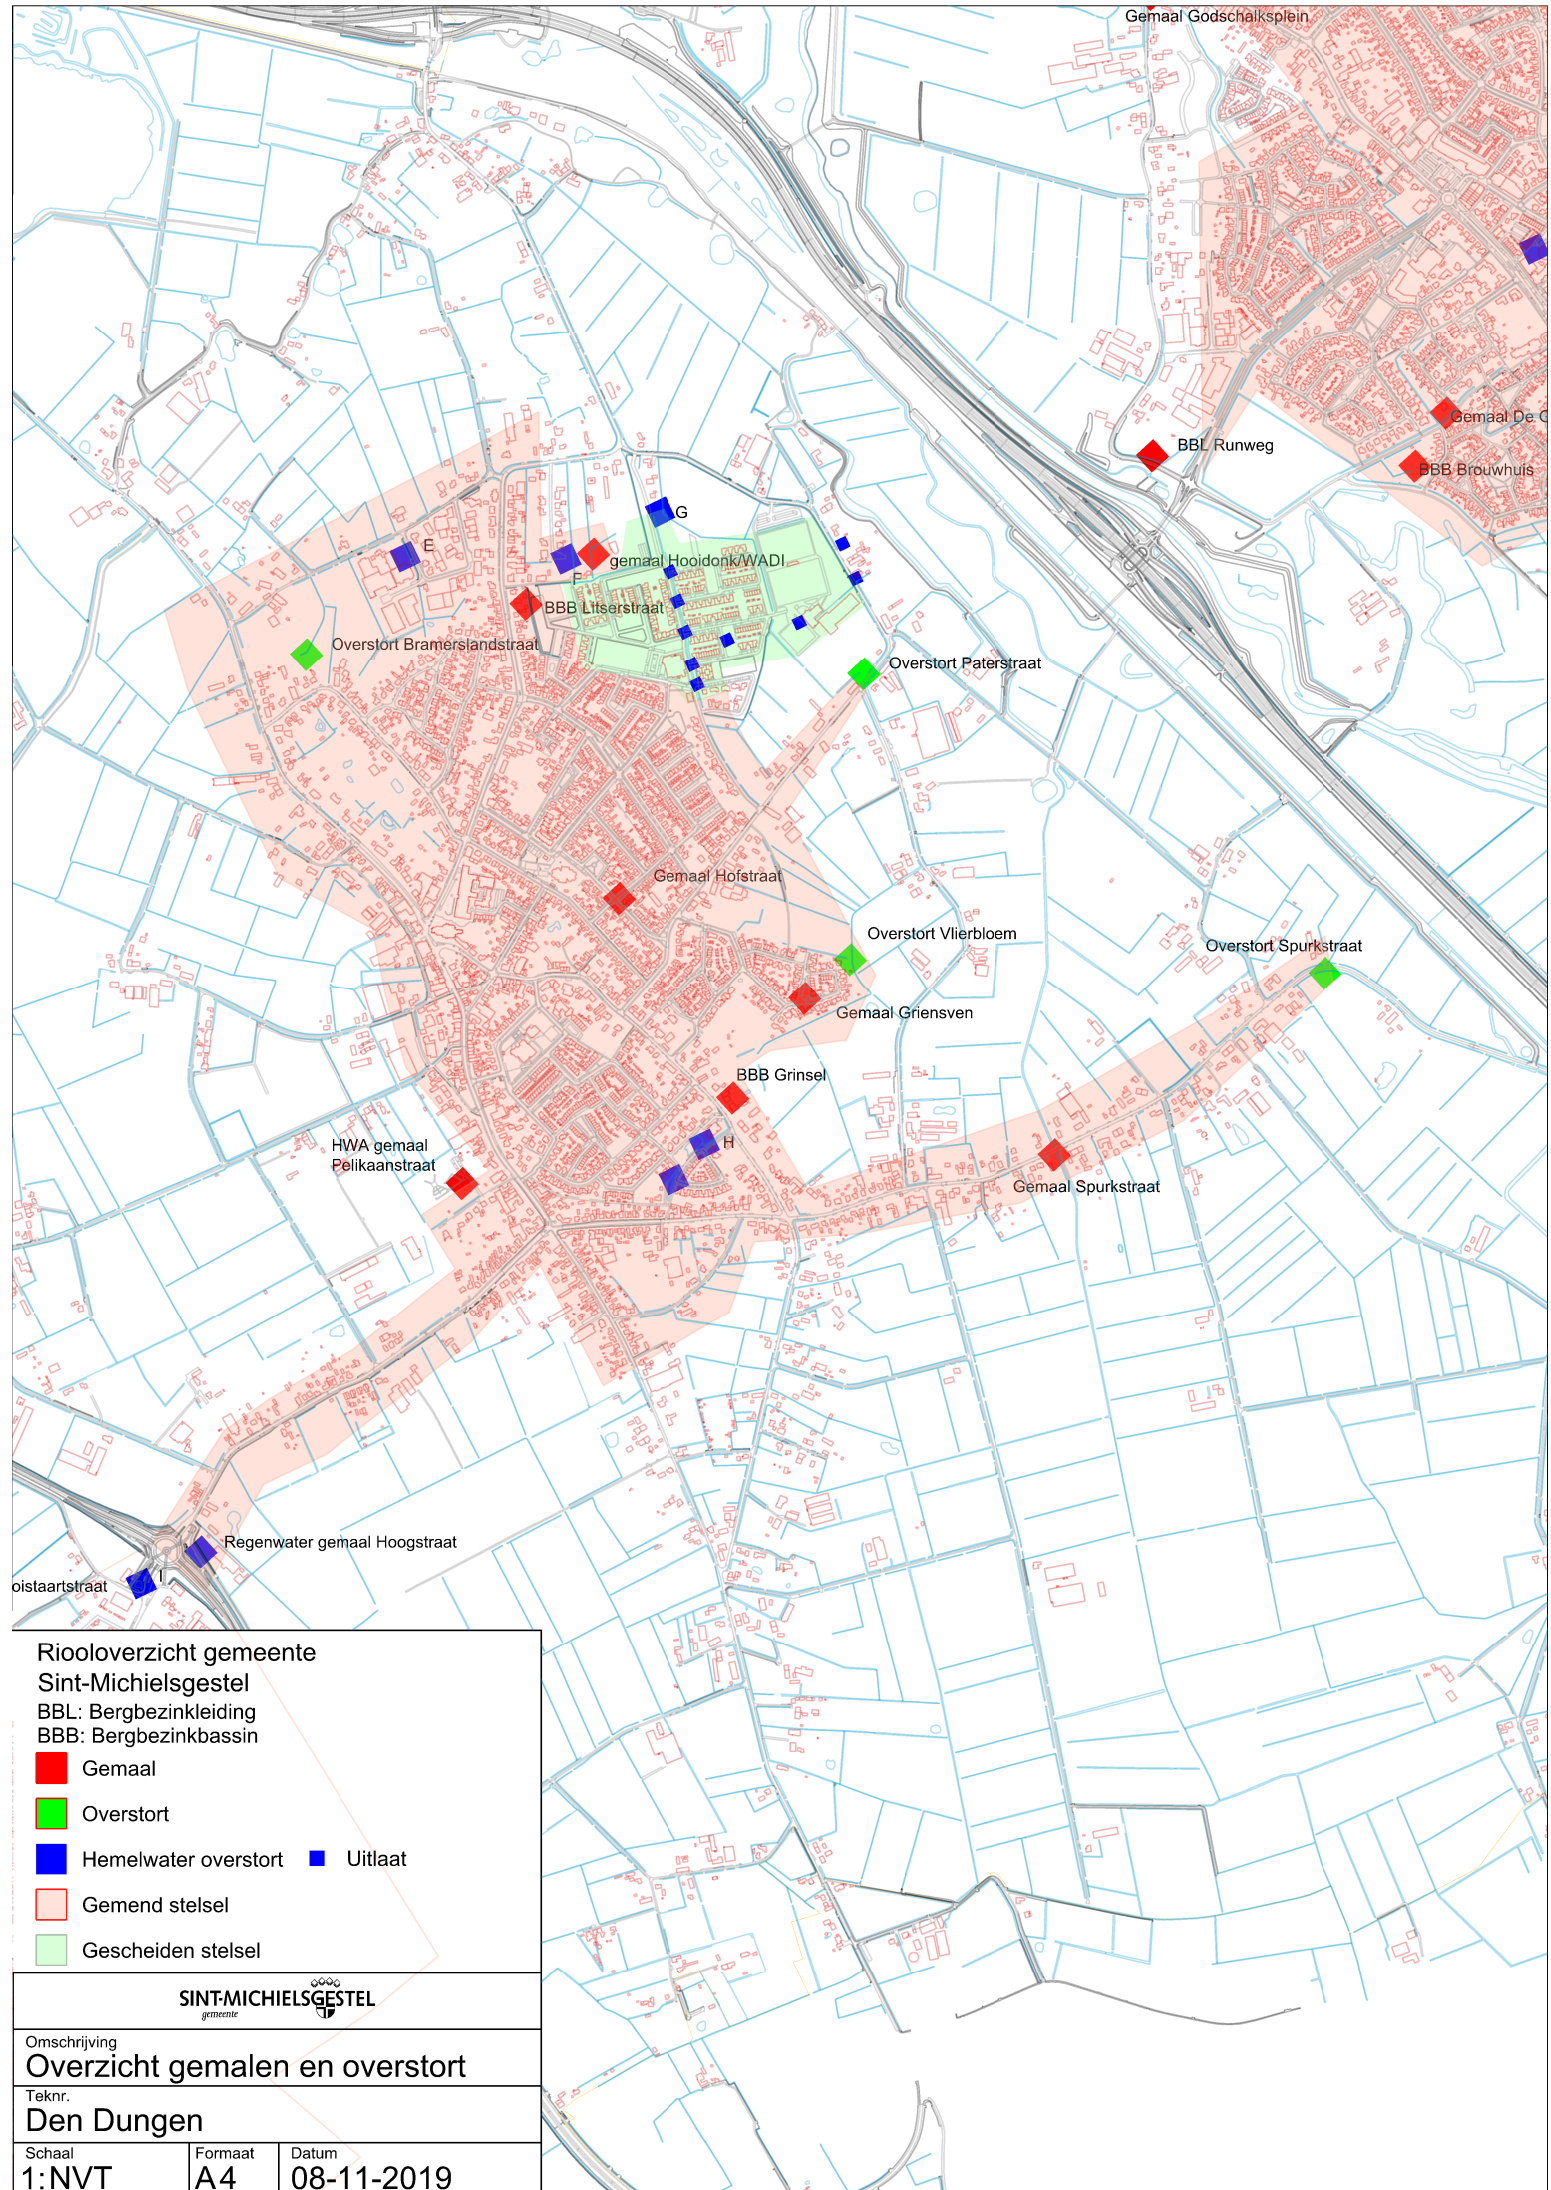 Gemaal Godschalksplein
Gemaal De G
BBL Runweg
BBB Brouwhuis
G
E
gemaal Hooidonk/WADI
F
BBB Litserstraat
Overstort Bramerslandstraat
Overstort Paterstraat
Gemaal Hofstraat
Overstort Vlierbloem
Overstort Spurkstraat
Gemaal Griensven
BBB Grinsel
H
HWA gemaal
Pelikaanstraat
Gemaal Spurkstraat
Regenwater gemaal Hoogstraat
I
oistaartstraat
Riooloverzicht gemeente
Sint-Michielsgestel
BBL: Bergbezinkleiding
BBB: Bergbezinkbassin
Gemaal
Overstort
Hemelwater overstort
Uitlaat
Gemend stelsel
Gescheiden stelsel
SINT-MICHIELSGESTEL
gemeente
Omschrijving
Overzicht gemalen en overstort
Teknr.
Den Dungen
Schaal
1:NVT
Formaat
A4
Datum
08-11-2019